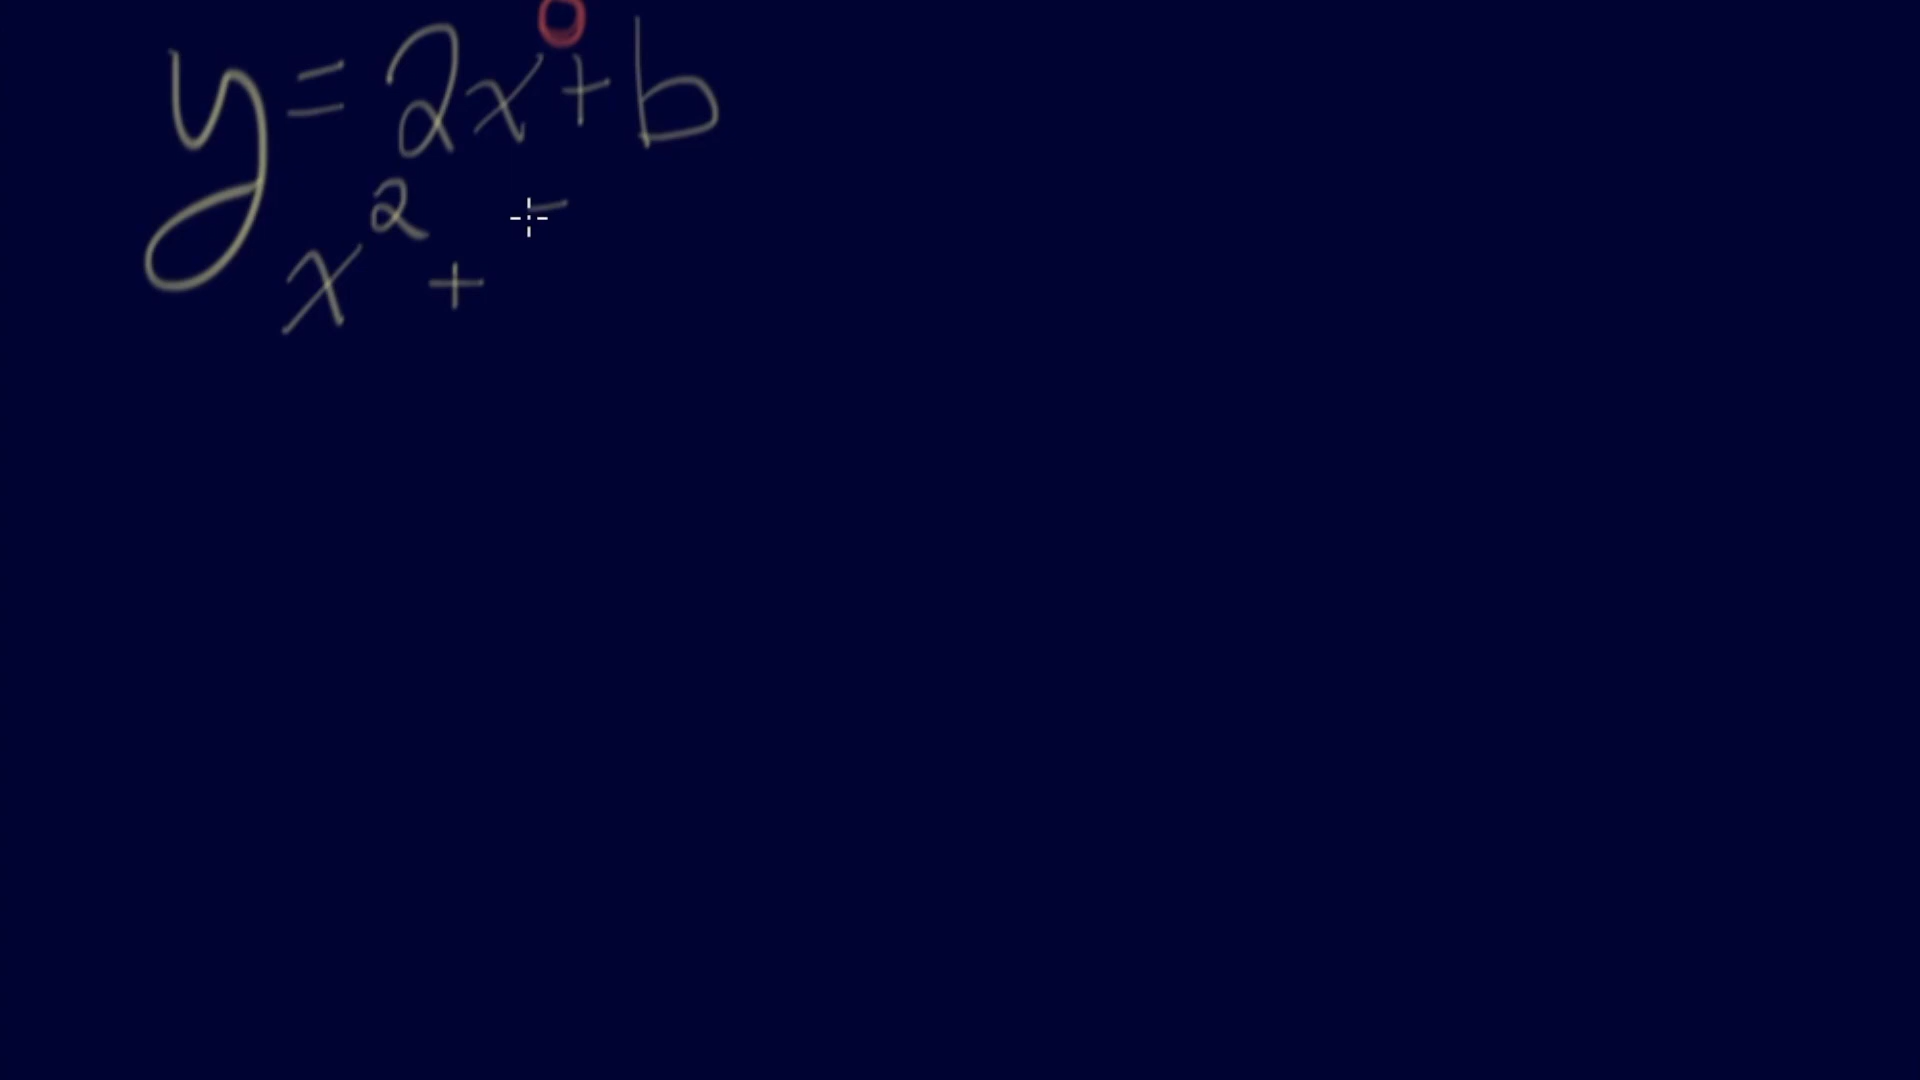 y = 2x⁰ + b
x² +